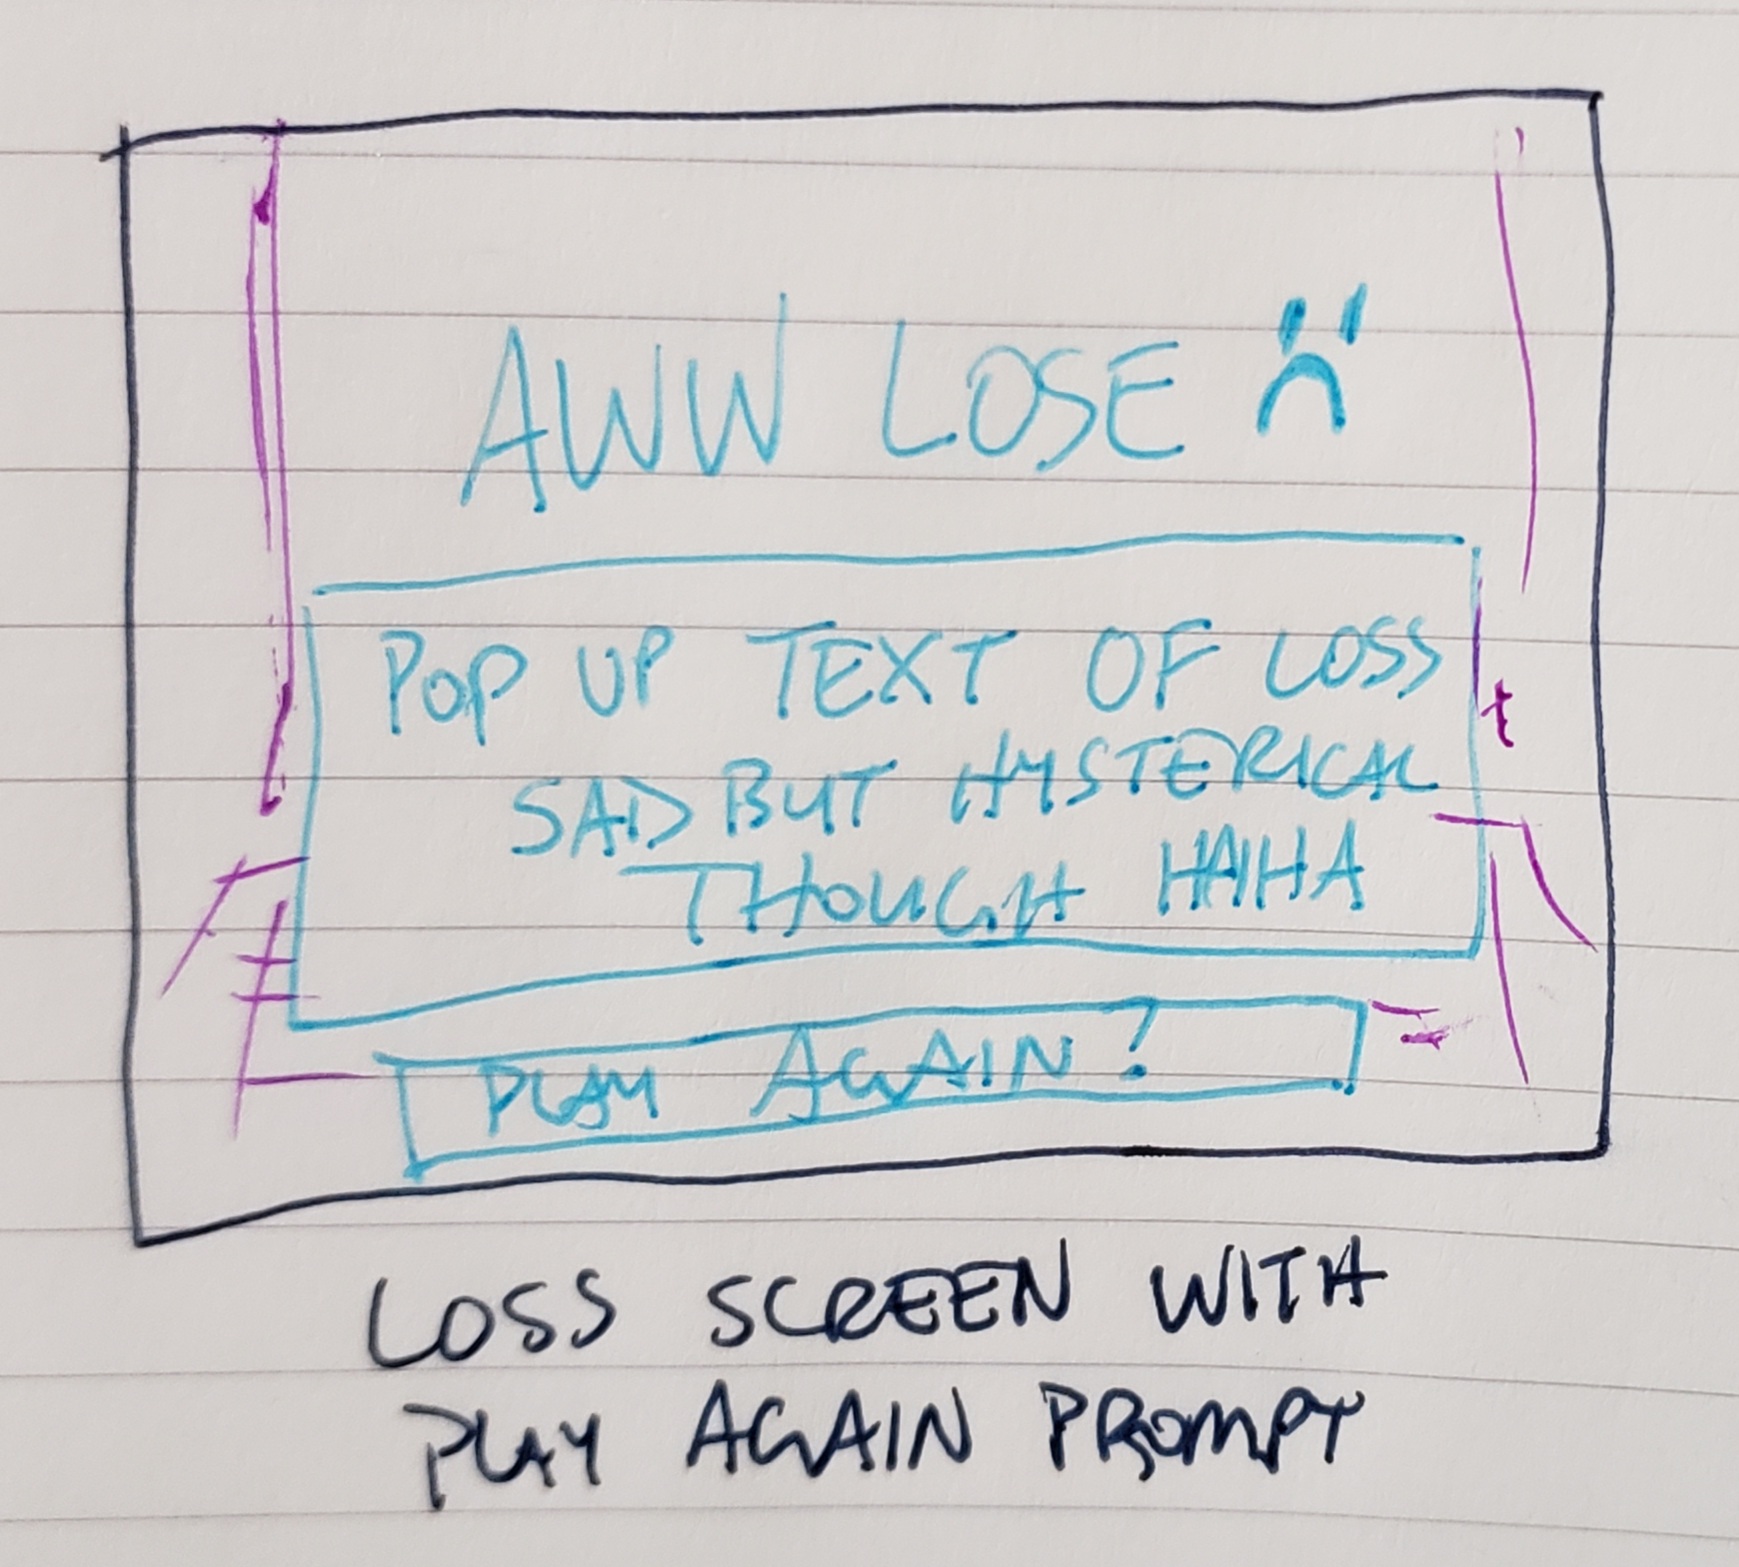 AWW LOSE
POP UP TEXT OF LOSS
SAD BUT HYSTERICAL
THOUGH HAHA
PLAY AGAIN?
LOSS SCREEN WITH
PLAY AGAIN PROMPT